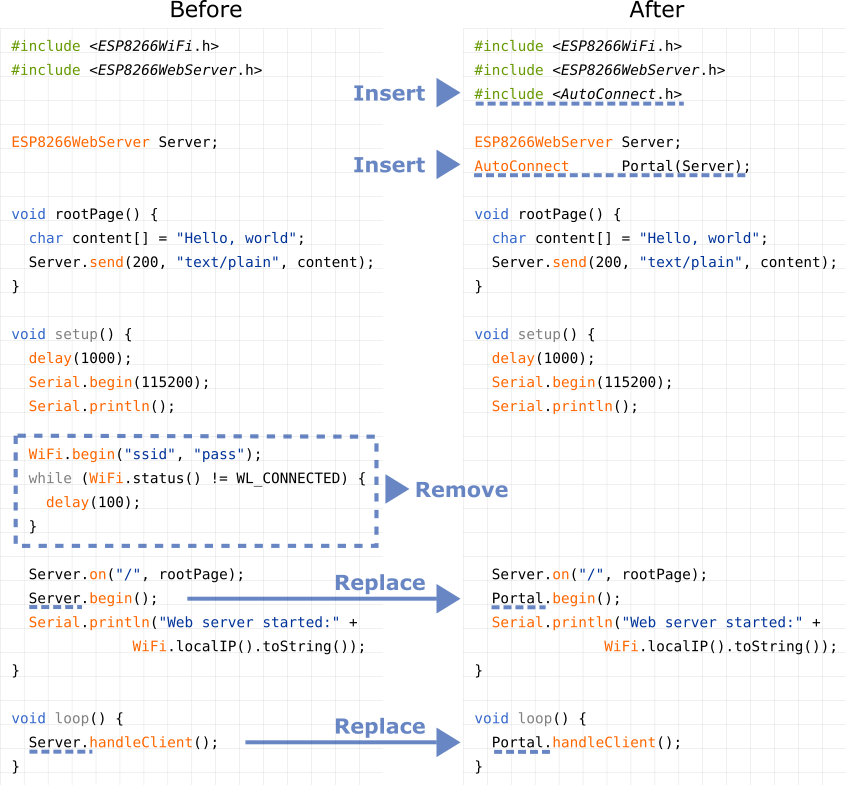 Before
#include <ESP8266WiFi.h>
#include <ESP8266WebServer.h>
ESP8266WebServer Server;
void rootPage() {
char content[] = "Hello, world";
Server.send(200, "text/plain", content);
}
void setup() {
delay(1000);
Serial.begin(115200);
Serial.println();
WiFi.begin("ssid", "pass");
while (WiFi.status() != WL_CONNECTED) {
delay(100);
}
Server.on("/", rootPage);
Server.begin();
Serial.println("Web server started:" +
WiFi.localIP().toString());
}
void loop() {
Server.handleClient();
}
Insert
Insert
Remove
Replace
Replace
After
#include <ESP8266WiFi.h>
#include <ESP8266WebServer.h>
#include <AutoConnect.h>
ESP8266WebServer Server;
AutoConnect Portal(Server);
void rootPage() {
char content[] = "Hello, world";
Server.send(200, "text/plain", content);
}
void setup() {
delay(1000);
Serial.begin(115200);
Serial.println();
Server.on("/", rootPage);
Portal.begin();
Serial.println("Web server started:" +
WiFi.localIP().toString());
}
void loop() {
Portal.handleClient();
}